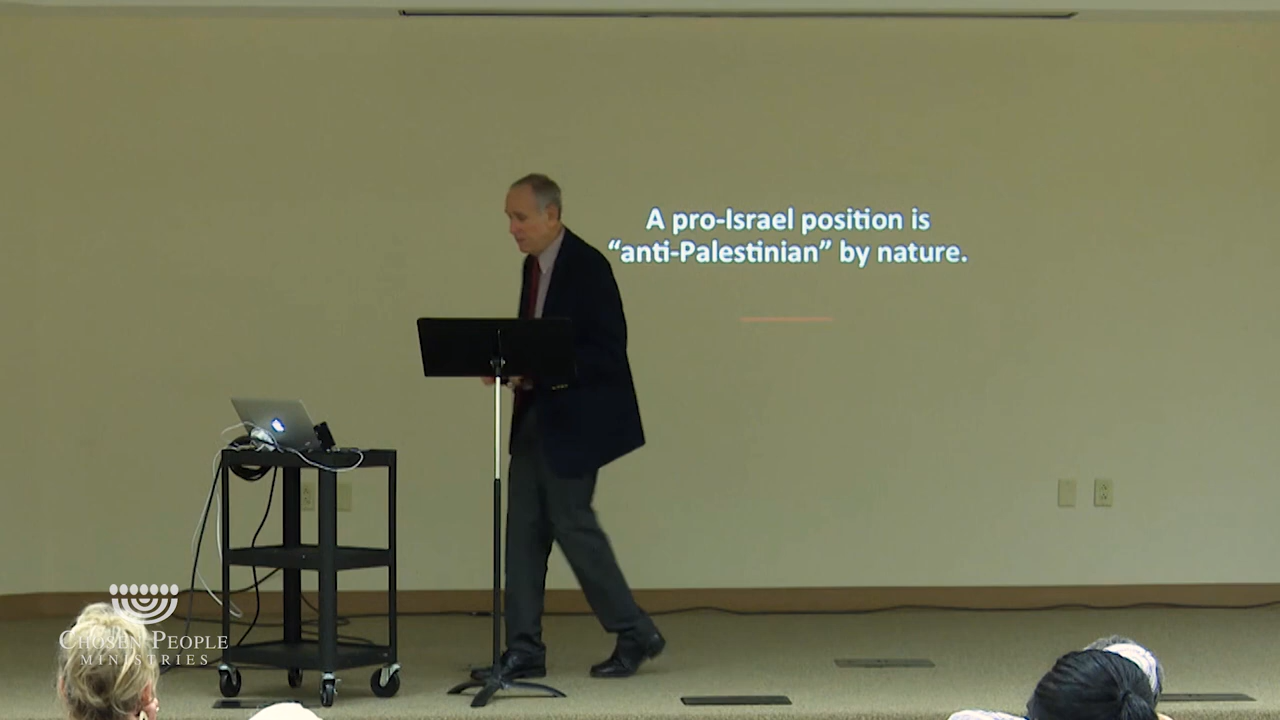 A pro-Israel position is
“anti-Palestinian” by nature.
CHOSEN PEOPLE
MINISTRIES